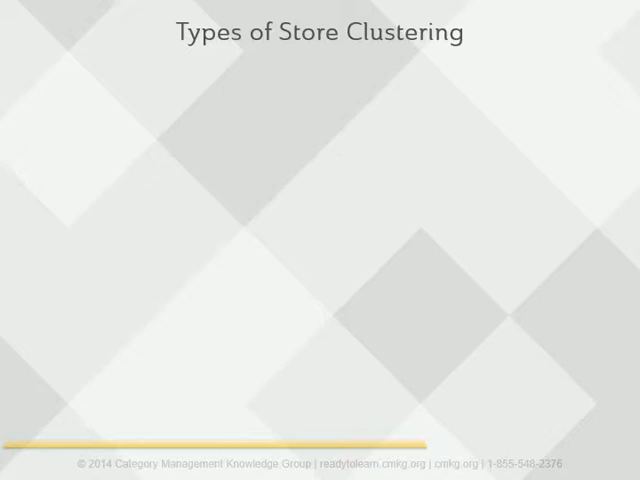 Types of Store Clustering
© 2014 Category Management Knowledge Group | readytolearn.cmkg.org | cmkg.org | 1-855-548-2376